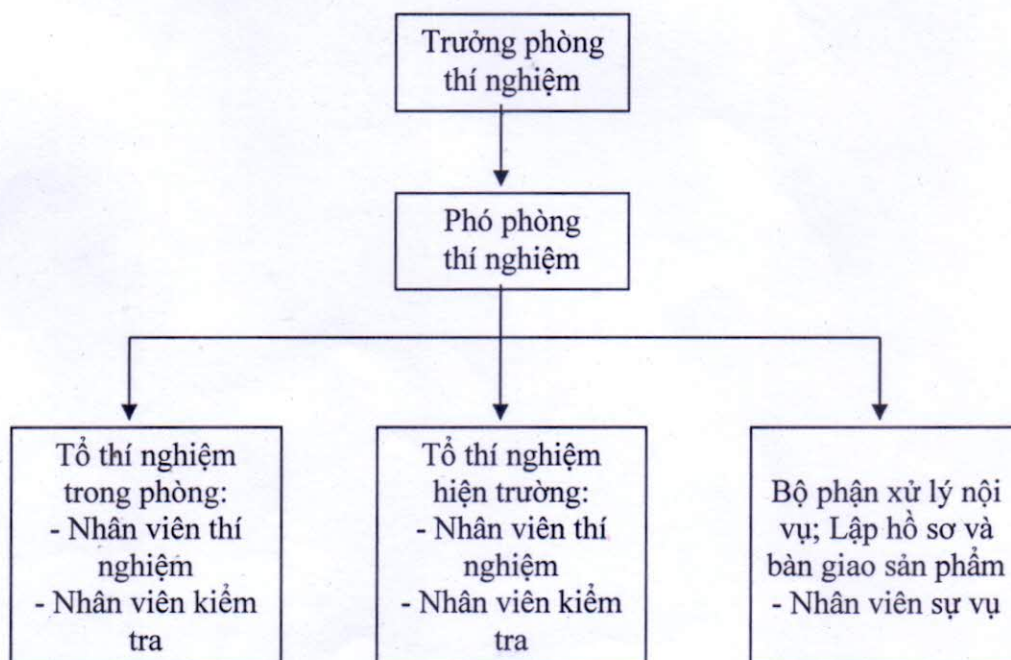 Trưởng phòng
thí nghiệm
Phó phòng
thí nghiệm
Tổ thí nghiệm
trong phòng:
- Nhân viên thí
nghiệm
- Nhân viên kiểm
tra
Tổ thí nghiệm
hiện trường:
- Nhân viên thí
nghiệm
- Nhân viên kiểm
tra
Bộ phận xử lý nội
vụ; Lập hồ sơ và
bàn giao sản phẩm
- Nhân viên sự vụ